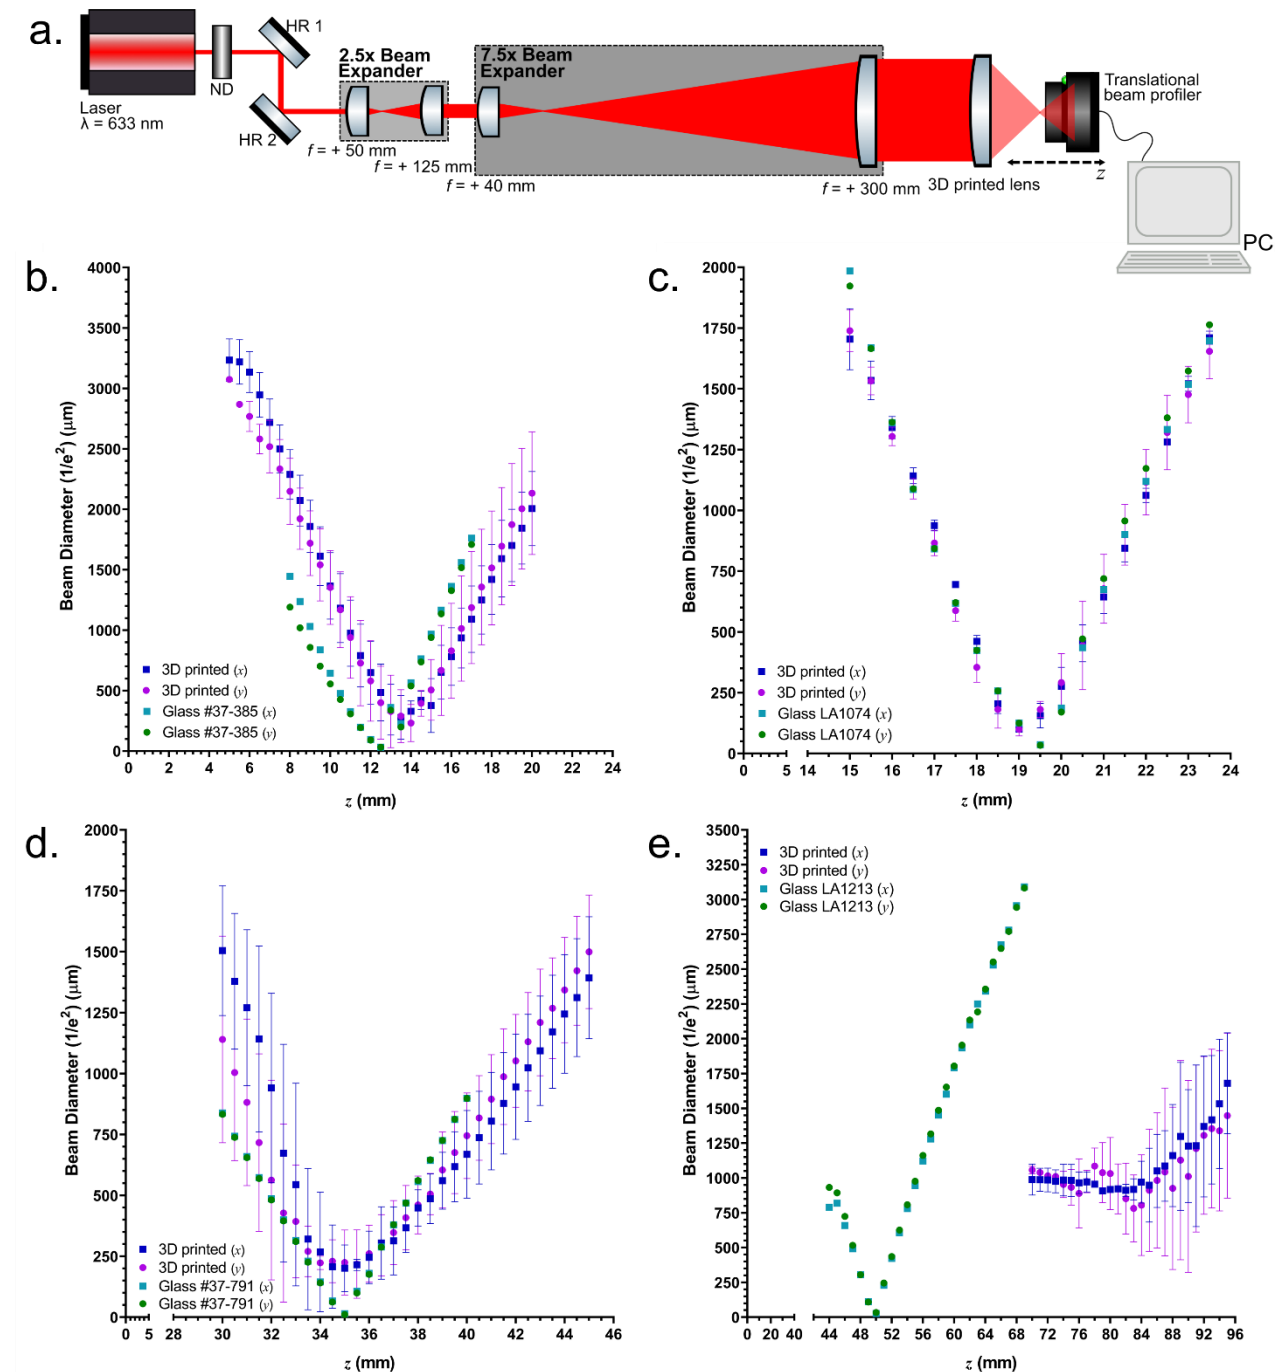 a.
Laser
λ = 633 nm
ND
HR 1
HR 2
2.5x Beam
Expander
f = + 50 mm
f = + 125 mm
7.5x Beam
Expander
f = + 40 mm
f = + 300 mm
3D printed lens
Translational
beam profiler
z
PC
b.
Beam Diameter (1/e²) (μm)
4000
3500
3000
2500
2000
1500
1000
500
0
3D printed (x)
3D printed (y)
Glass #37-385 (x)
Glass #37-385 (y)
0 2 4 6 8 10 12 14 16 18 20 22 24
z (mm)
c.
Beam Diameter (1/e²) (μm)
2000
1750
1500
1250
1000
750
500
250
0
3D printed (x)
3D printed (y)
Glass LA1074 (x)
Glass LA1074 (y)
0 5 14 15 16 17 18 19 20 21 22 23 24
z (mm)
d.
Beam Diameter (1/e²) (μm)
2000
1750
1500
1250
1000
750
500
250
0
3D printed (x)
3D printed (y)
Glass #37-791 (x)
Glass #37-791 (y)
0 5 28 30 32 34 36 38 40 42 44 46
z (mm)
e.
Beam Diameter (1/e²) (μm)
3500
3250
3000
2750
2500
2250
2000
1750
1500
1250
1000
750
500
250
0
3D printed (x)
3D printed (y)
Glass LA1213 (x)
Glass LA1213 (y)
0 20 40 44 48 52 56 60 64 68 72 76 80 84 88 92 96
z (mm)